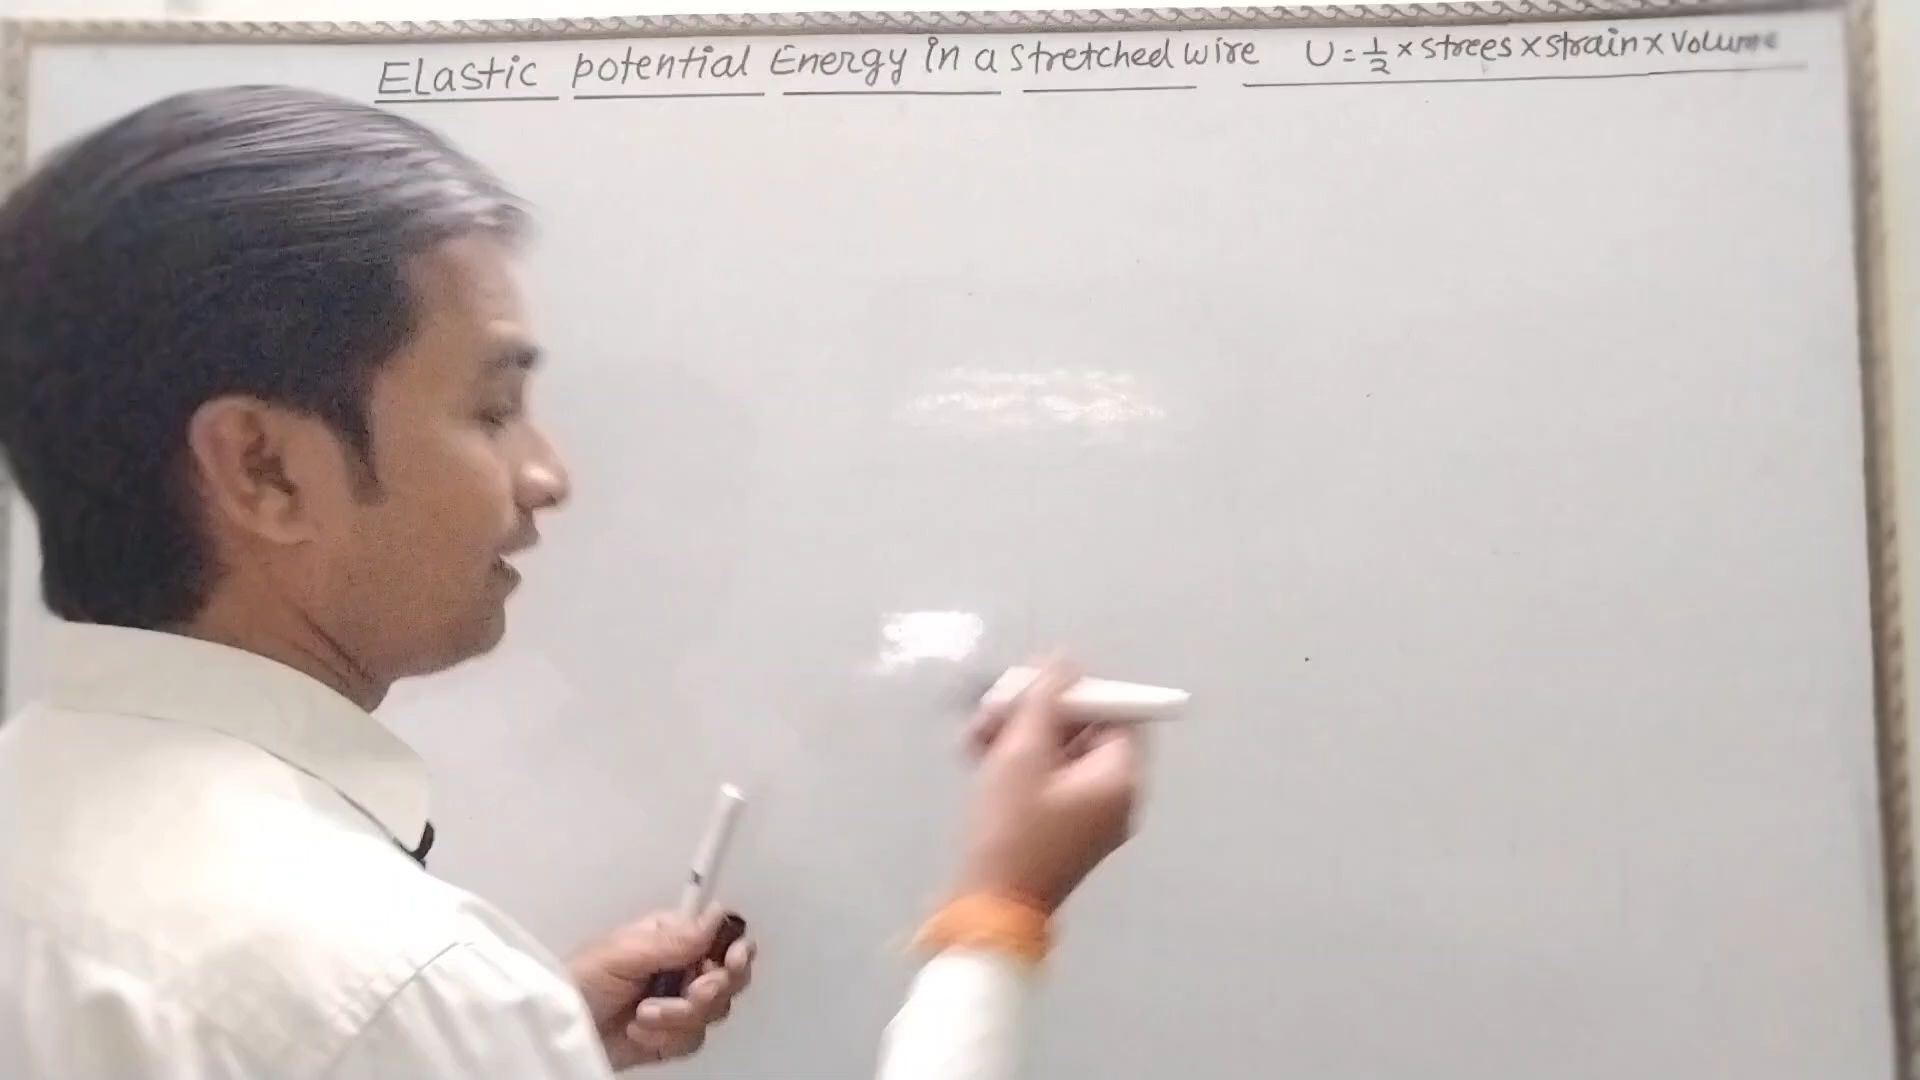 Elastic potential Energy in a stretched wire U = 1/2 × strees × strain × Volume